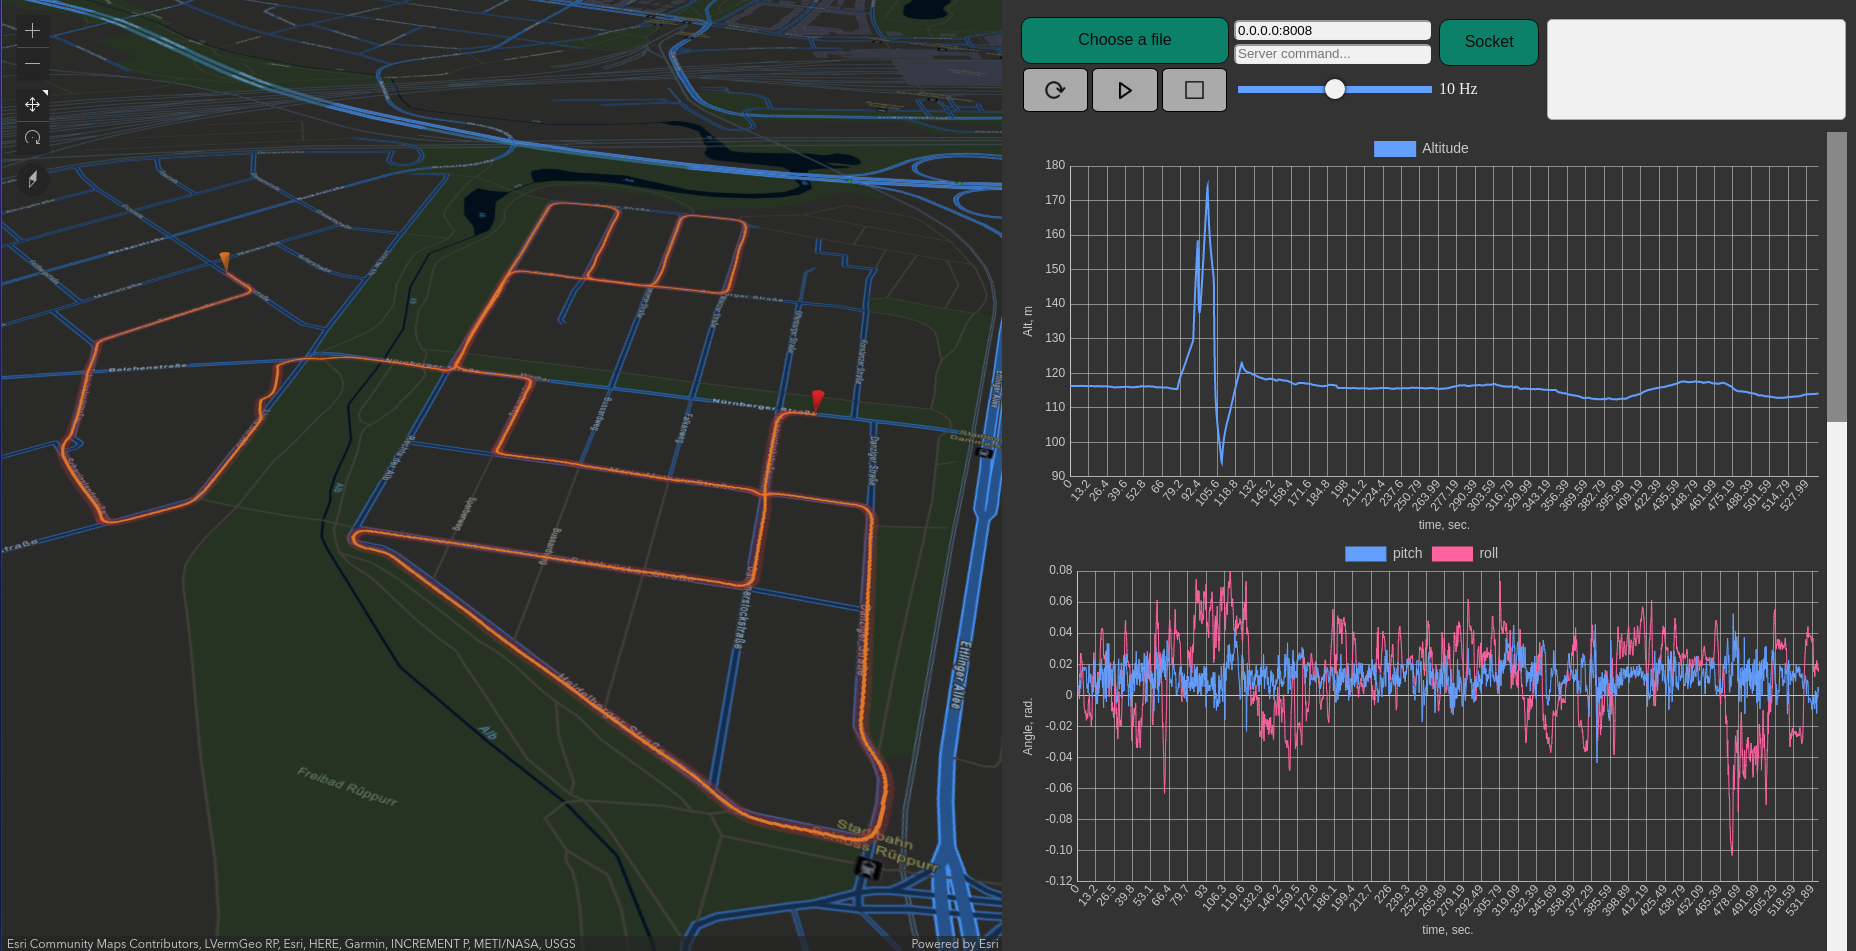 Choose a file
0.0.0.0:8008
Server command...
Socket
10 Hz
Altitude
180
170
160
150
140
130
120
110
100
90
Alt, m
0 13.2 26.4 39.6 52.8 66 79.2 92.4 105.6 118.8 132 145.2 158.4 171.6 184.8 198 211.2 224.4 237.6 250.79 263.99 277.19 290.39 303.59 316.79 329.99 343.19 356.39 369.59 382.79 395.99 409.19 422.39 435.59 448.79 461.99 475.19 488.39 501.59 514.79 527.99
time, sec.
pitch roll
0.08
0.06
0.04
0.02
0
-0.02
-0.04
-0.06
-0.08
-0.10
-0.12
Angle, rad.
0 13.2 26.5 39.8 53.1 66.4 79.7 93 106.3 119.6 132.9 146.2 159.5 172.8 186.1 199.4 212.7 226 239.3 252.59 265.89 279.19 292.49 305.79 319.09 332.39 345.69 358.99 372.29 385.59 398.89 412.19 425.49 438.79 452.09 465.39 478.69 491.99 505.29 518.59 531.89
time, sec.
Belchenstraße
Nürnberger Straße
Bussardweg
Falkenweg
Danziger Straße
Sperberweg
Alb
Ettlinger Allee
Heidelberger Straße
Alb
Freibad Rüppurr
Stadtbahn
Schloss Rüppurr
Esri Community Maps Contributors, LVermGeo RP, Esri, HERE, Garmin, INCREMENT P, METI/NASA, USGS
Powered by Esri